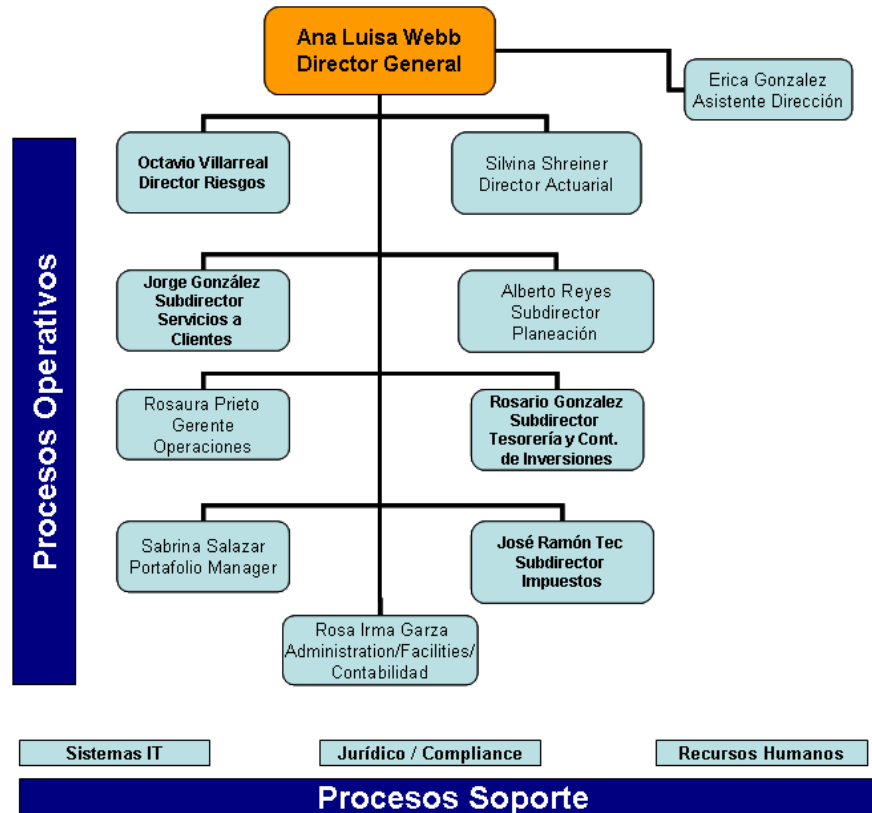 Ana Luisa Webb
Director General
Erica Gonzalez
Asistente Dirección
Procesos Operativos
Octavio Villarreal
Director Riesgos
Silvina Shreiner
Director Actuarial
Jorge González
Subdirector
Servicios a
Clientes
Alberto Reyes
Subdirector
Planeación
Rosaura Prieto
Gerente
Operaciones
Rosario Gonzalez
Subdirector
Tesorería y Cont.
de Inversiones
Sabrina Salazar
Portafolio Manager
José Ramón Tec
Subdirector
Impuestos
Rosa Irma Garza
Administration/Facilities/
Contabilidad
Sistemas IT
Jurídico / Compliance
Recursos Humanos
Procesos Soporte